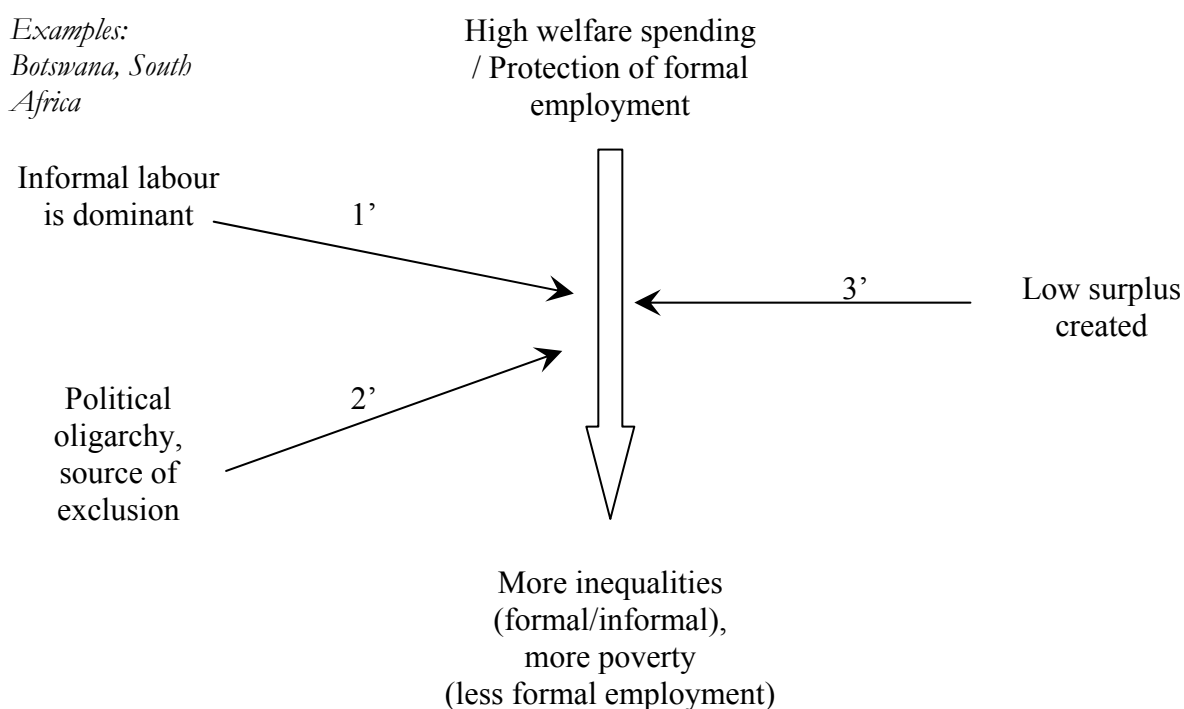 Examples:
Botswana, South
Africa
High welfare spending
/ Protection of formal
employment
Informal labour
is dominant
1’
3’
Low surplus
created
2’
Political
oligarchy,
source of
exclusion
More inequalities
(formal/informal),
more poverty
(less formal employment)